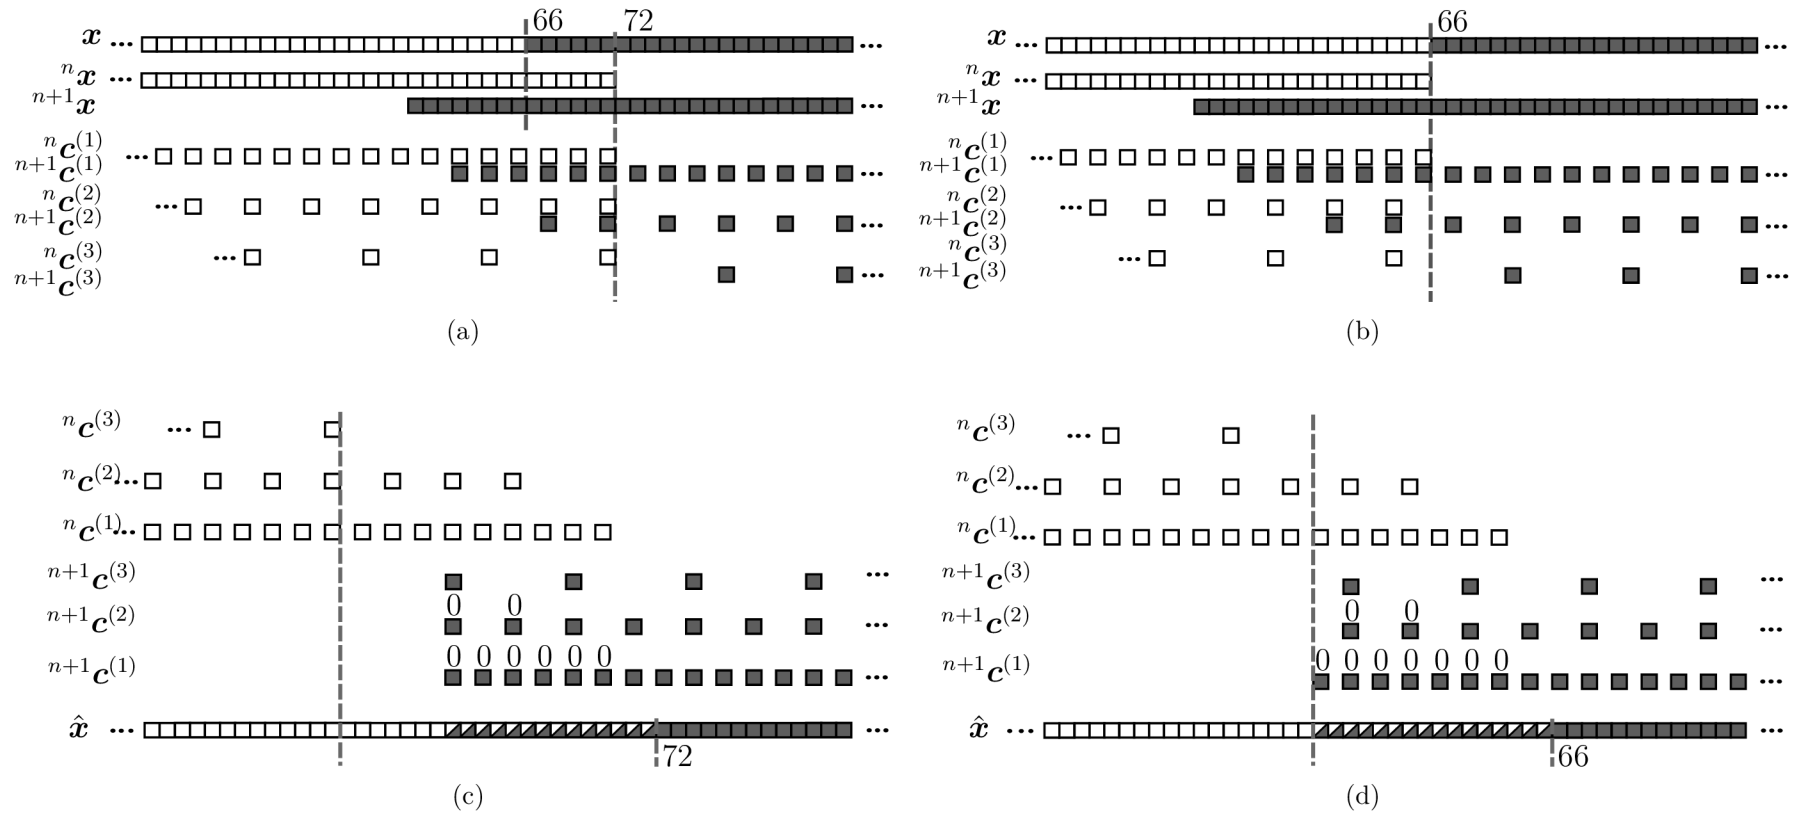 66 72
x ... ...
ⁿx ...
ⁿ⁺¹x ...
ⁿc⁽¹⁾ ...
ⁿ⁺¹c⁽¹⁾ ...
ⁿc⁽²⁾ ...
ⁿ⁺¹c⁽²⁾ ...
ⁿc⁽³⁾ ...
ⁿ⁺¹c⁽³⁾ ...
(a)
66
x ... ...
ⁿx ...
ⁿ⁺¹x ...
ⁿc⁽¹⁾ ...
ⁿ⁺¹c⁽¹⁾ ...
ⁿc⁽²⁾ ...
ⁿ⁺¹c⁽²⁾ ...
ⁿc⁽³⁾ ...
ⁿ⁺¹c⁽³⁾ ...
(b)
ⁿc⁽³⁾ ...
ⁿc⁽²⁾ ...
ⁿc⁽¹⁾ ...
ⁿ⁺¹c⁽³⁾ ...
0 0
ⁿ⁺¹c⁽²⁾ ...
0 0 0 0 0 0
ⁿ⁺¹c⁽¹⁾ ...
x̂ ... ...
72
(c)
ⁿc⁽³⁾ ...
ⁿc⁽²⁾ ...
ⁿc⁽¹⁾ ...
ⁿ⁺¹c⁽³⁾ ...
0 0
ⁿ⁺¹c⁽²⁾ ...
0 0 0 0 0 0 0
ⁿ⁺¹c⁽¹⁾ ...
x̂ ... ...
66
(d)